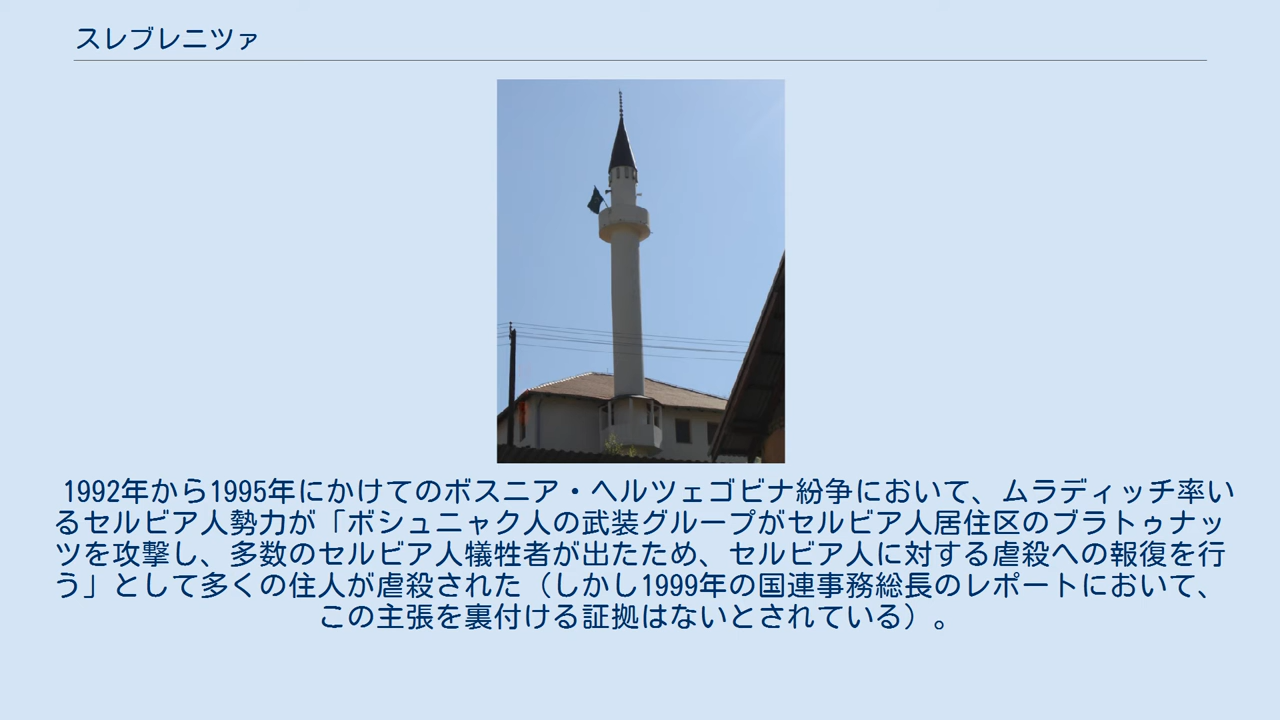 スレブレニツァ
1992年から1995年にかけてのボスニア・ヘルツェゴビナ紛争において、ムラディッチ率い
るセルビア人勢力が「ボシュニャク人の武装グループがセルビア人居住区のブラトゥナッ
ツを攻撃し、多数のセルビア人犠牲者が出たため、セルビア人に対する虐殺への報復を行
う」として多くの住人が虐殺された（しかし1999年の国連事務総長のレポートにおいて、
この主張を裏付ける証拠はないとされている）。